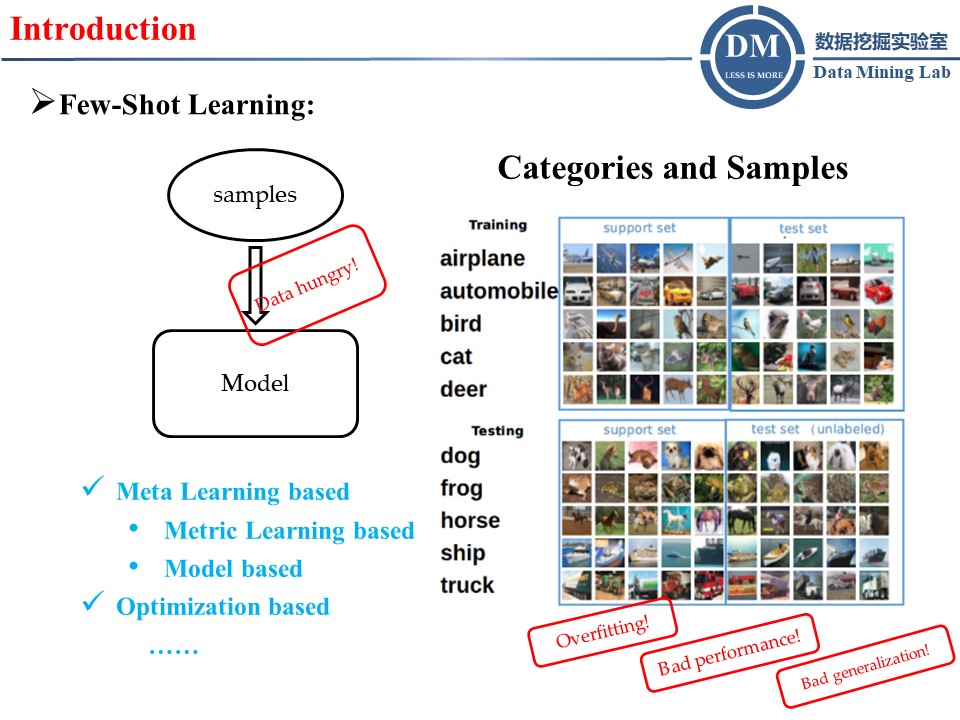 Introduction
DM
LESS IS MORE
数据挖掘实验室
Data Mining Lab
➢Few-Shot Learning:
samples
Data hungry!
Model
✓ Meta Learning based
• Metric Learning based
• Model based
✓ Optimization based
……
Categories and Samples
Training
support set
test set
airplane
automobile
bird
cat
deer
Testing
support set
test set （unlabeled)
dog
frog
horse
ship
truck
Overfitting!
Bad performance!
Bad generalization!